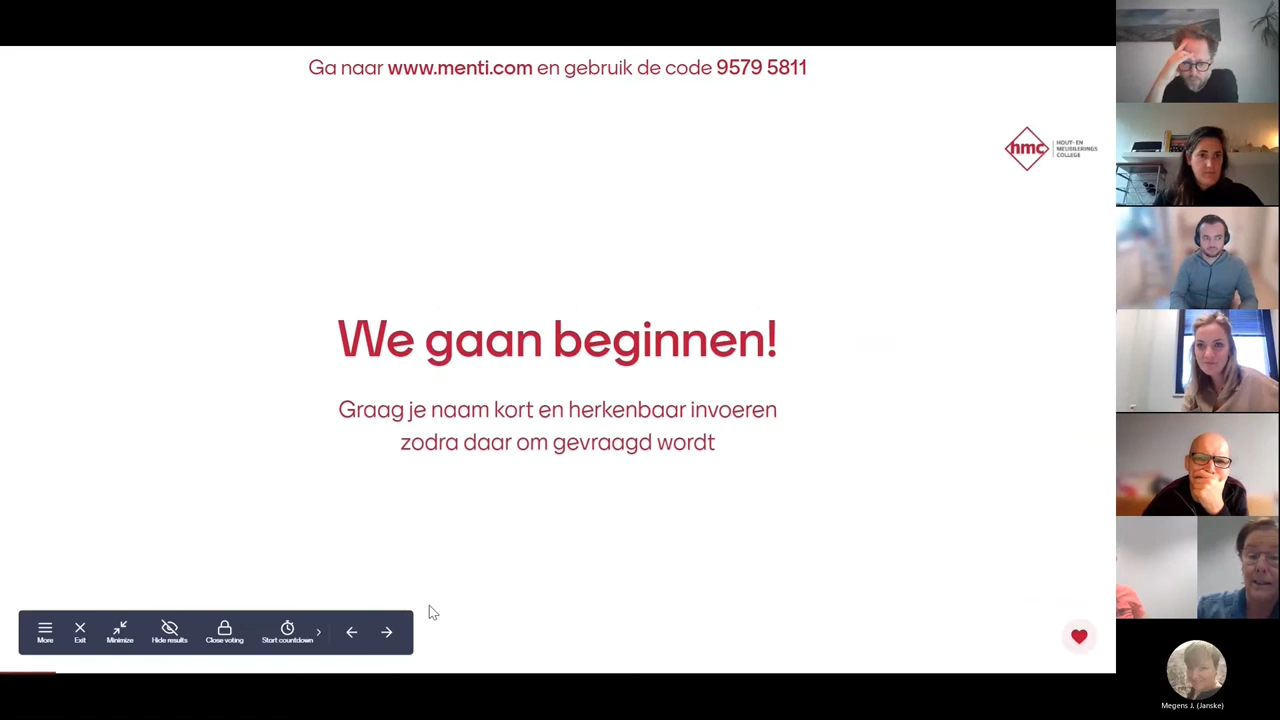 Ga naar www.menti.com en gebruik de code 9579 5811
hmc
HOUT- EN
MEUBILERINGS
COLLEGE
We gaan beginnen!
Graag je naam kort en herkenbaar invoeren
zodra daar om gevraagd wordt
More
Exit
Minimize
Hide results
Close voting
Start countdown
Megens J. (Janske)